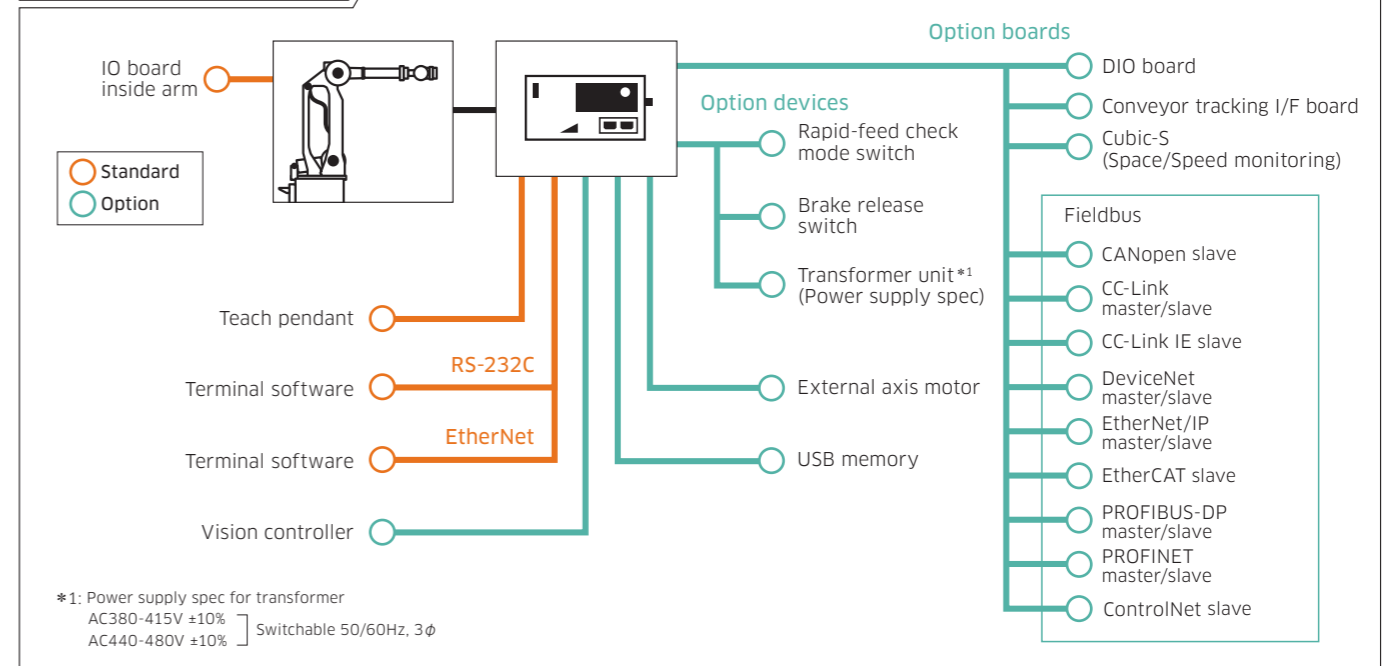 Option boards
IO board
inside arm
DIO board
Option devices
Conveyor tracking I/F board
Rapid-feed check
mode switch
Cubic-S
(Space/Speed monitoring)
Standard
Option
Brake release
switch
Fieldbus
CANopen slave
Transformer unit*1
(Power supply spec)
CC-Link
master/slave
Teach pendant
CC-Link IE slave
RS-232C
Terminal software
External axis motor
DeviceNet
master/slave
EtherNet/IP
master/slave
EtherNet
Terminal software
USB memory
EtherCAT slave
PROFIBUS-DP
master/slave
Vision controller
PROFINET
master/slave
ControlNet slave
*1: Power supply spec for transformer
AC380-415V ±10%
AC440-480V ±10%
Switchable 50/60Hz, 3φ